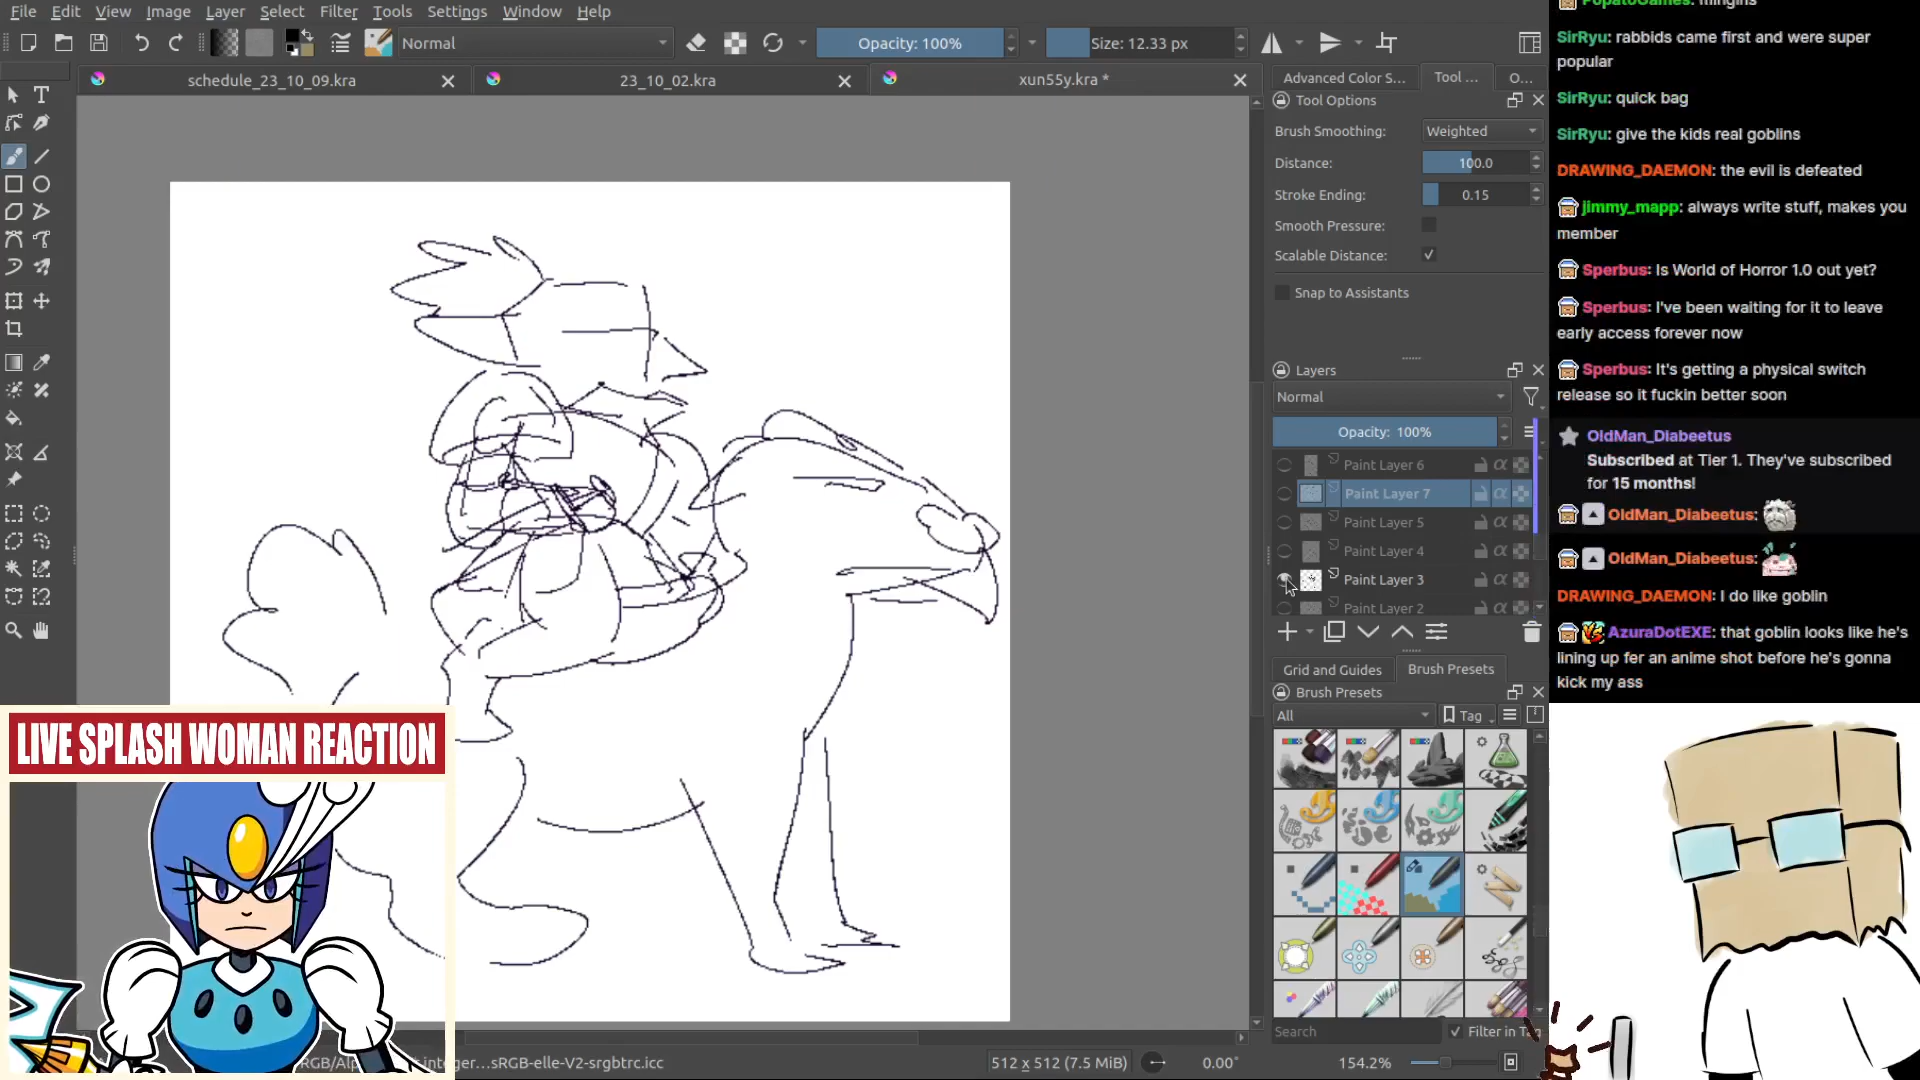 File Edit View Image Layer Select Filter Tools Settings Window Help
Normal
Opacity: 100%
Size: 12.33 px
schedule_23_10_09.kra
23_10_02.kra
xun55y.kra *
Advanced Color S...
Tool ...
O...
Tool Options
Brush Smoothing:
Weighted
Distance:
100.0
Stroke Ending:
0.15
Smooth Pressure:
Scalable Distance:
Snap to Assistants
Layers
Normal
Opacity: 100%
Paint Layer 6
Paint Layer 7
Paint Layer 5
Paint Layer 4
Paint Layer 3
Paint Layer 2
Grid and Guides
Brush Presets
Brush Presets
All
Tag
Search
Filter in Ta
integer...sRGB-elle-V2-srgbtrc.icc
512 x 512 (7.5 MiB)
0.00°
154.2%
LIVE SPLASH WOMAN REACTION
PopatoGames: mingins
SirRyu: rabbids came first and were super
popular
SirRyu: quick bag
SirRyu: give the kids real goblins
DRAWING_DAEMON: the evil is defeated
jimmy_mapp: always write stuff, makes you
member
Sperbus: Is World of Horror 1.0 out yet?
Sperbus: I've been waiting for it to leave
early access forever now
Sperbus: It's getting a physical switch
release so it fuckin better soon
OldMan_Diabeetus
Subscribed at Tier 1. They've subscribed
for 15 months!
OldMan_Diabeetus:
OldMan_Diabeetus:
DRAWING_DAEMON: I do like goblin
AzuraDotEXE: that goblin looks like he's
lining up fer an anime shot before he's gonna
kick my ass